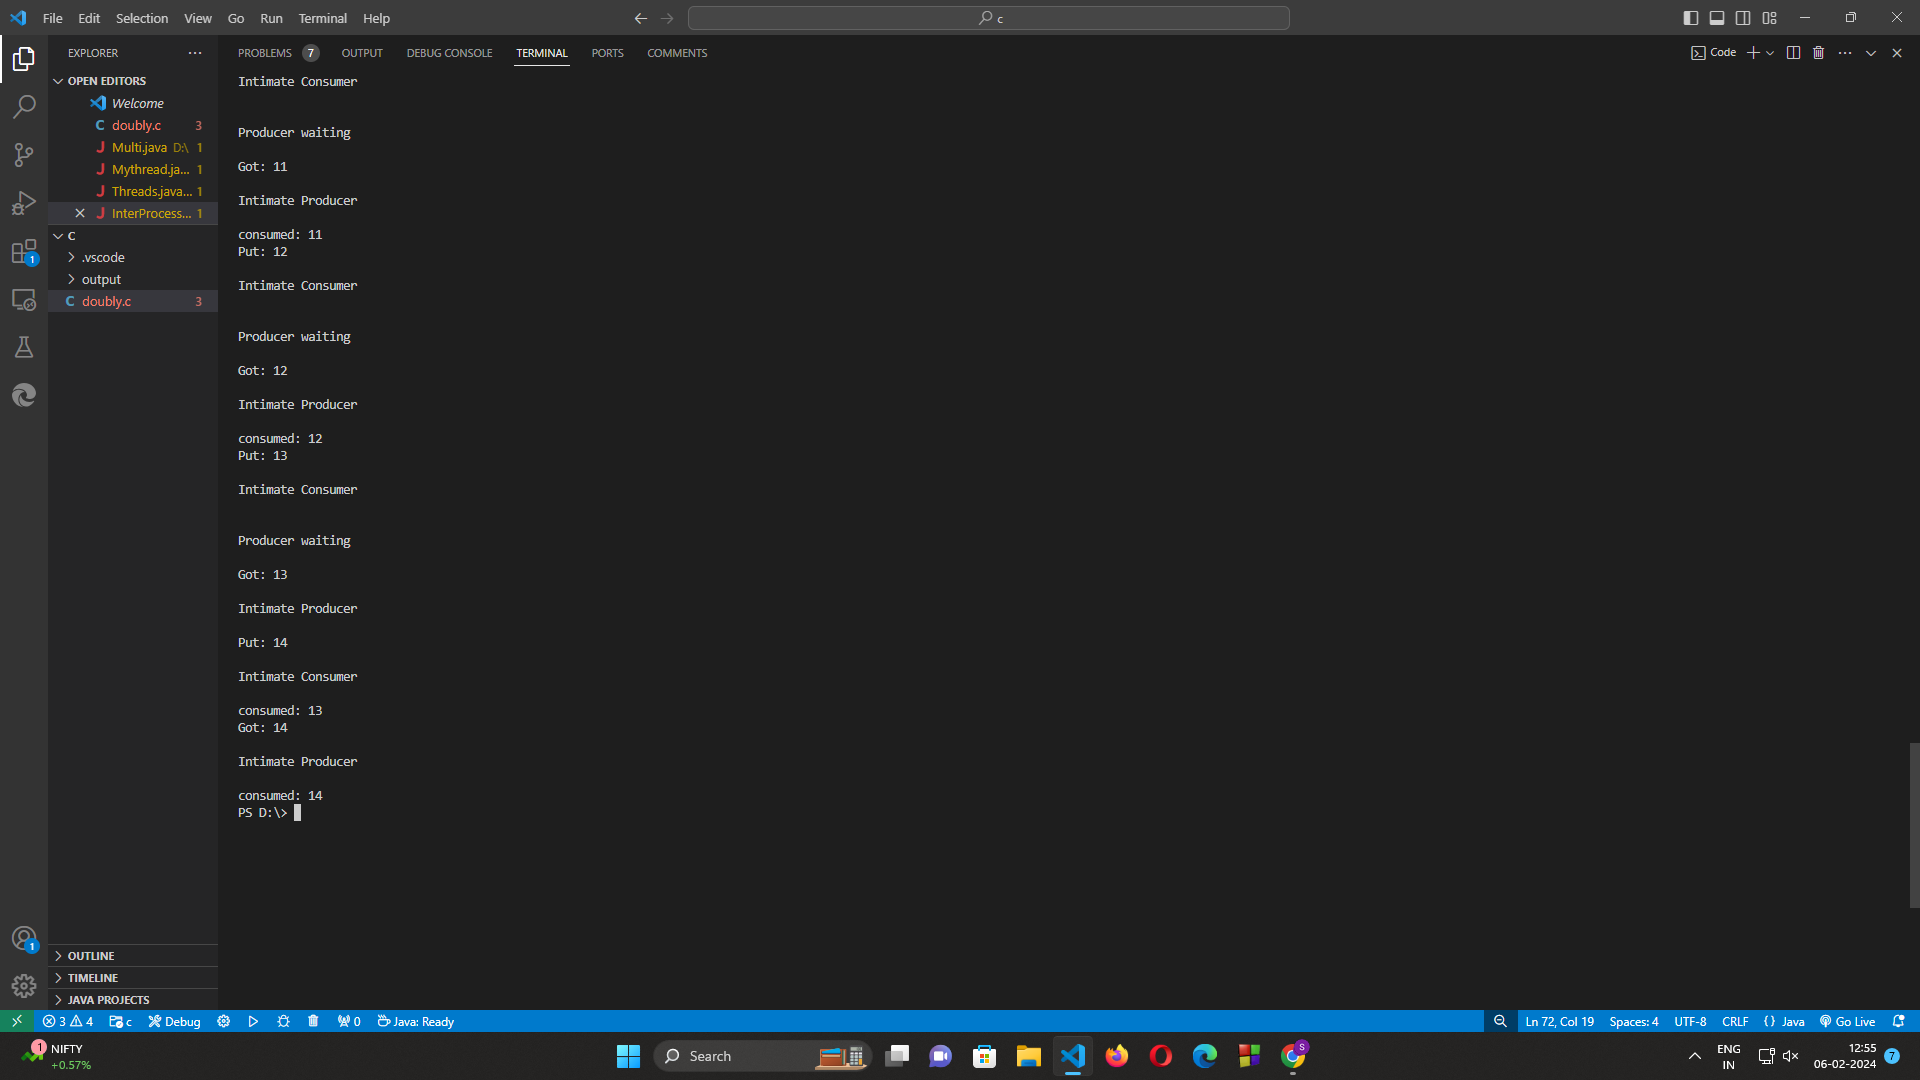 File Edit Selection View Go Run Terminal Help
c
EXPLORER
OPEN EDITORS
Welcome
doubly.c 3
Multi.java D:\ 1
Mythread.ja... 1
Threads.java... 1
InterProcess... 1
C
.vscode
output
doubly.c 3
OUTLINE
TIMELINE
JAVA PROJECTS
PROBLEMS 7 OUTPUT DEBUG CONSOLE TERMINAL PORTS COMMENTS
Code
Intimate Consumer
Producer waiting
Got: 11
Intimate Producer
consumed: 11
Put: 12
Intimate Consumer
Producer waiting
Got: 12
Intimate Producer
consumed: 12
Put: 13
Intimate Consumer
Producer waiting
Got: 13
Intimate Producer
Put: 14
Intimate Consumer
consumed: 13
Got: 14
Intimate Producer
consumed: 14
PS D:\>
1
1
3 4 c Debug 0 Java: Ready
Ln 72, Col 19 Spaces: 4 UTF-8 CRLF {} Java Go Live
1 NIFTY
+0.57%
Search
S
ENG
IN
12:55
06-02-2024
7